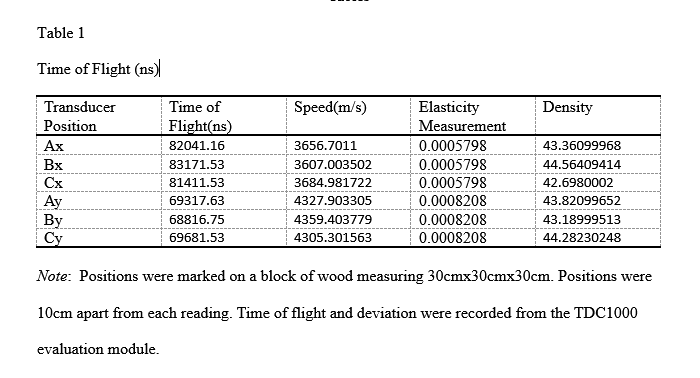 Table 1
Time of Flight (ns)
Transducer Position Time of Flight(ns) Speed(m/s) Elasticity Measurement Density
Ax 82041.16 3656.7011 0.0005798 43.36099968
Bx 83171.53 3607.003502 0.0005798 44.56409414
Cx 81411.53 3684.981722 0.0005798 42.6980002
Ay 69317.63 4327.903305 0.0008208 43.82099652
By 68816.75 4359.403779 0.0008208 43.18099513
Cy 69681.53 4305.301563 0.0008208 44.28230248
Note: Positions were marked on a block of wood measuring 30cmx30cmx30cm. Positions were
10cm apart from each reading. Time of flight and deviation were recorded from the TDC1000
evaluation module.